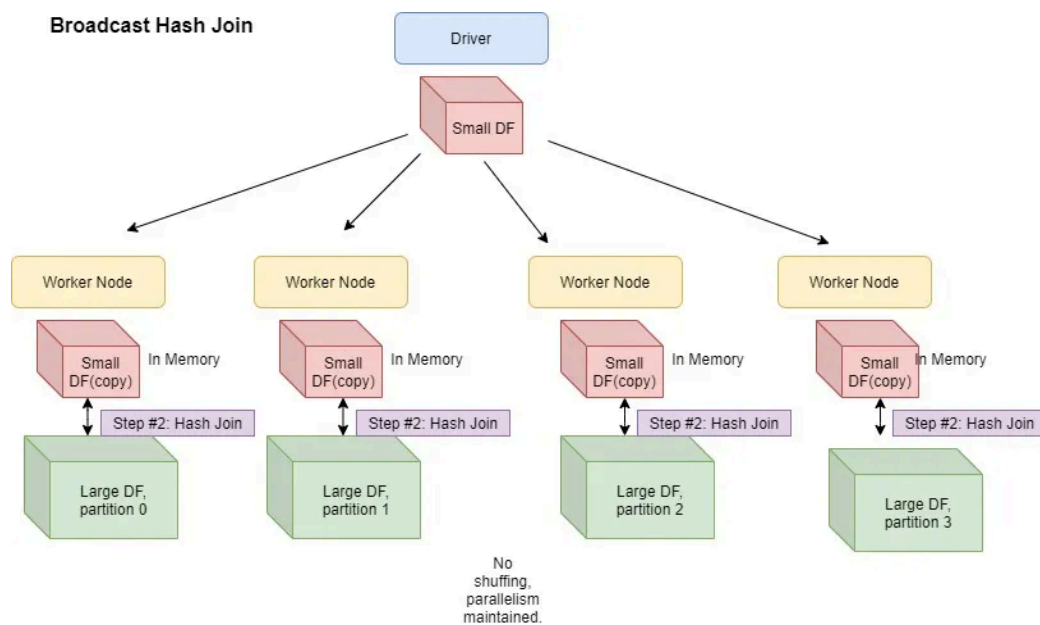 Broadcast Hash Join
Driver
Small DF
Worker Node
Worker Node
Worker Node
Worker Node
Small
DF(copy)
In Memory
Small
DF(copy)
In Memory
Small
DF(copy)
In Memory
Small
DF(copy)
In Memory
Step #2: Hash Join
Step #2: Hash Join
Step #2: Hash Join
Step #2: Hash Join
Large DF,
partition 0
Large DF,
partition 1
Large DF,
partition 2
Large DF,
partition 3
No
shuffing,
parallelism
maintained.